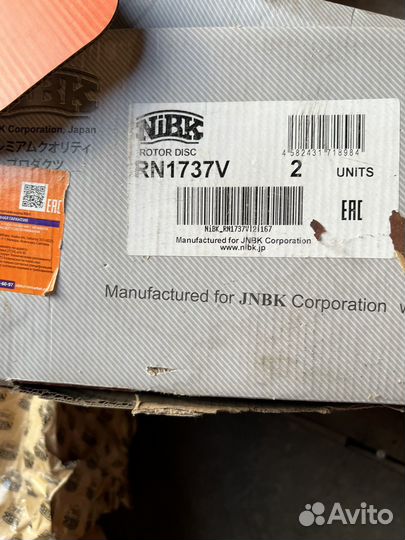 NiBK
NiBK
K Corporation, Japan
レミアムクオリティ
プロダクツ
ROTOR DISC
RN1737V
2 UNITS
4582431718984
NiBK_RN1737V|2|167
EAC
Manufactured for JNBK Corporation
www.nibk.jp
EAC
Manufactured for JNBK Corporation w
Avito